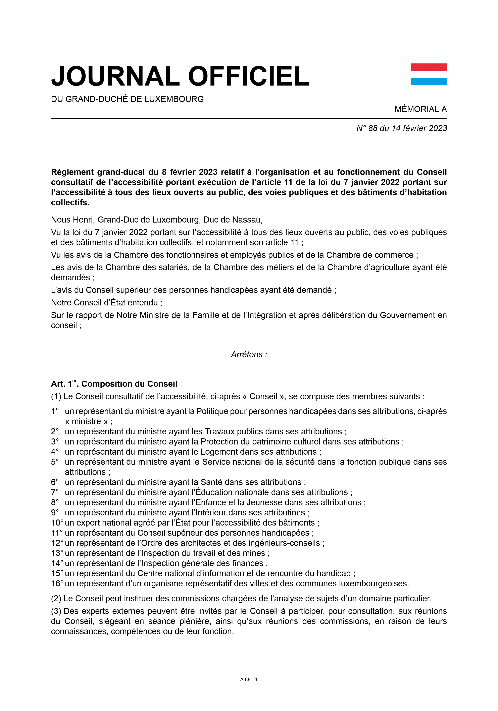 JOURNAL OFFICIEL
DU GRAND-DUCHÉ DE LUXEMBOURG
MÉMORIAL A
N° 88 du 14 février 2023
Règlement grand-ducal du 8 février 2023 relatif à l'organisation et au fonctionnement du Conseil
consultatif de l'accessibilité portant exécution de l'article 11 de la loi du 7 janvier 2022 portant sur
l'accessibilité à tous des lieux ouverts au public, des voies publiques et des bâtiments d'habitation
collectifs.
Nous Henri, Grand-Duc de Luxembourg, Duc de Nassau,
Vu la loi du 7 janvier 2022 portant sur l'accessibilité à tous des lieux ouverts au public, des voies publiques
et des bâtiments d'habitation collectifs, et notamment son article 11 ;
Vu les avis de la Chambre des fonctionnaires et employés publics et de la Chambre de commerce ;
Les avis de la Chambre des salariés, de la Chambre des métiers et de la Chambre d'agriculture ayant été
demandés ;
L'avis du Conseil supérieur des personnes handicapées ayant été demandé ;
Notre Conseil d'État entendu ;
Sur le rapport de Notre Ministre de la Famille et de l'Intégration et après délibération du Gouvernement en
conseil ;
Arrêtons :
Art. 1er. Composition du Conseil
(1) Le Conseil consultatif de l'accessibilité, ci-après « Conseil », se compose des membres suivants :
1° un représentant du ministre ayant la Politique pour personnes handicapées dans ses attributions, ci-après
« ministre » ;
2° un représentant du ministre ayant les Travaux publics dans ses attributions ;
3° un représentant du ministre ayant la Protection du patrimoine culturel dans ses attributions ;
4° un représentant du ministre ayant le Logement dans ses attributions ;
5° un représentant du ministre ayant le Service national de la sécurité dans la fonction publique dans ses
attributions ;
6° un représentant du ministre ayant la Santé dans ses attributions ;
7° un représentant du ministre ayant l'Éducation nationale dans ses attributions ;
8° un représentant du ministre ayant l'Enfance et la Jeunesse dans ses attributions ;
9° un représentant du ministre ayant l'Intérieur dans ses attributions ;
10° un expert national agréé par l'État pour l'accessibilité des bâtiments ;
11° un représentant du Conseil supérieur des personnes handicapées ;
12° un représentant de l'Ordre des architectes et des ingénieurs-conseils ;
13° un représentant de l'Inspection du travail et des mines ;
14° un représentant de l'Inspection générale des finances ;
15° un représentant du Centre national d'information et de rencontre du handicap ;
16° un représentant d'un organisme représentatif des villes et des communes luxembourgeoises.
(2) Le Conseil peut instituer des commissions chargées de l'analyse de sujets d'un domaine particulier.
(3) Des experts externes peuvent être invités par le Conseil à participer, pour consultation, aux réunions
du Conseil, siégeant en séance plénière, ainsi qu'aux réunions des commissions, en raison de leurs
connaissances, compétences ou de leur fonction.